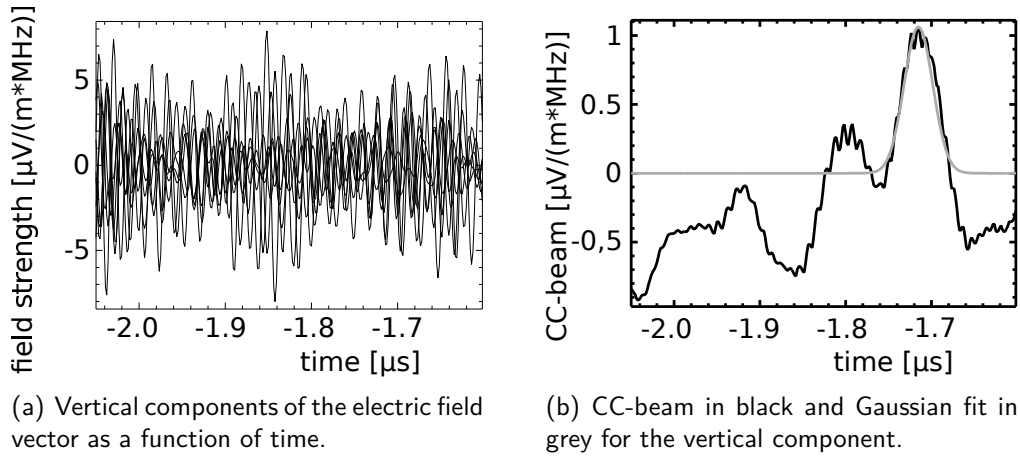 field strength [µV/(m*MHz)]
5
0
-5
-2.0 -1.9 -1.8 -1.7
time [µs]
(a) Vertical components of the electric field
vector as a function of time.
CC-beam [µV/(m*MHz)]
1
0.5
0
-0,5
-2.0 -1.9 -1.8 -1.7
time [µs]
(b) CC-beam in black and Gaussian fit in
grey for the vertical component.